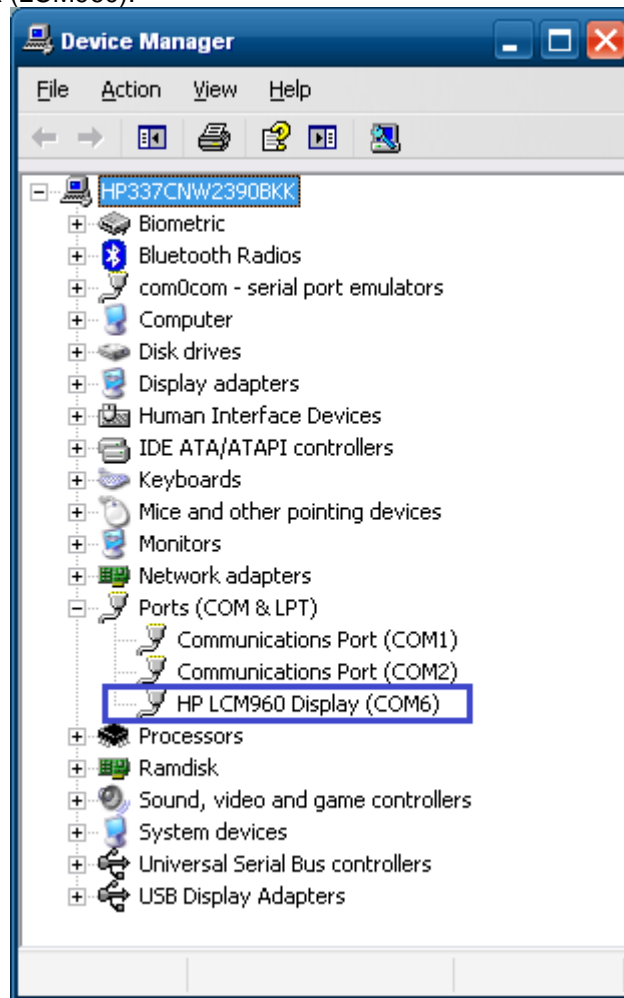 Device Manager
File Action View Help
HP337CNW2390BKK
Biometric
Bluetooth Radios
com0com - serial port emulators
Computer
Disk drives
Display adapters
Human Interface Devices
IDE ATA/ATAPI controllers
Keyboards
Mice and other pointing devices
Monitors
Network adapters
Ports (COM & LPT)
Communications Port (COM1)
Communications Port (COM2)
HP LCM960 Display (COM6)
Processors
Ramdisk
Sound, video and game controllers
System devices
Universal Serial Bus controllers
USB Display Adapters